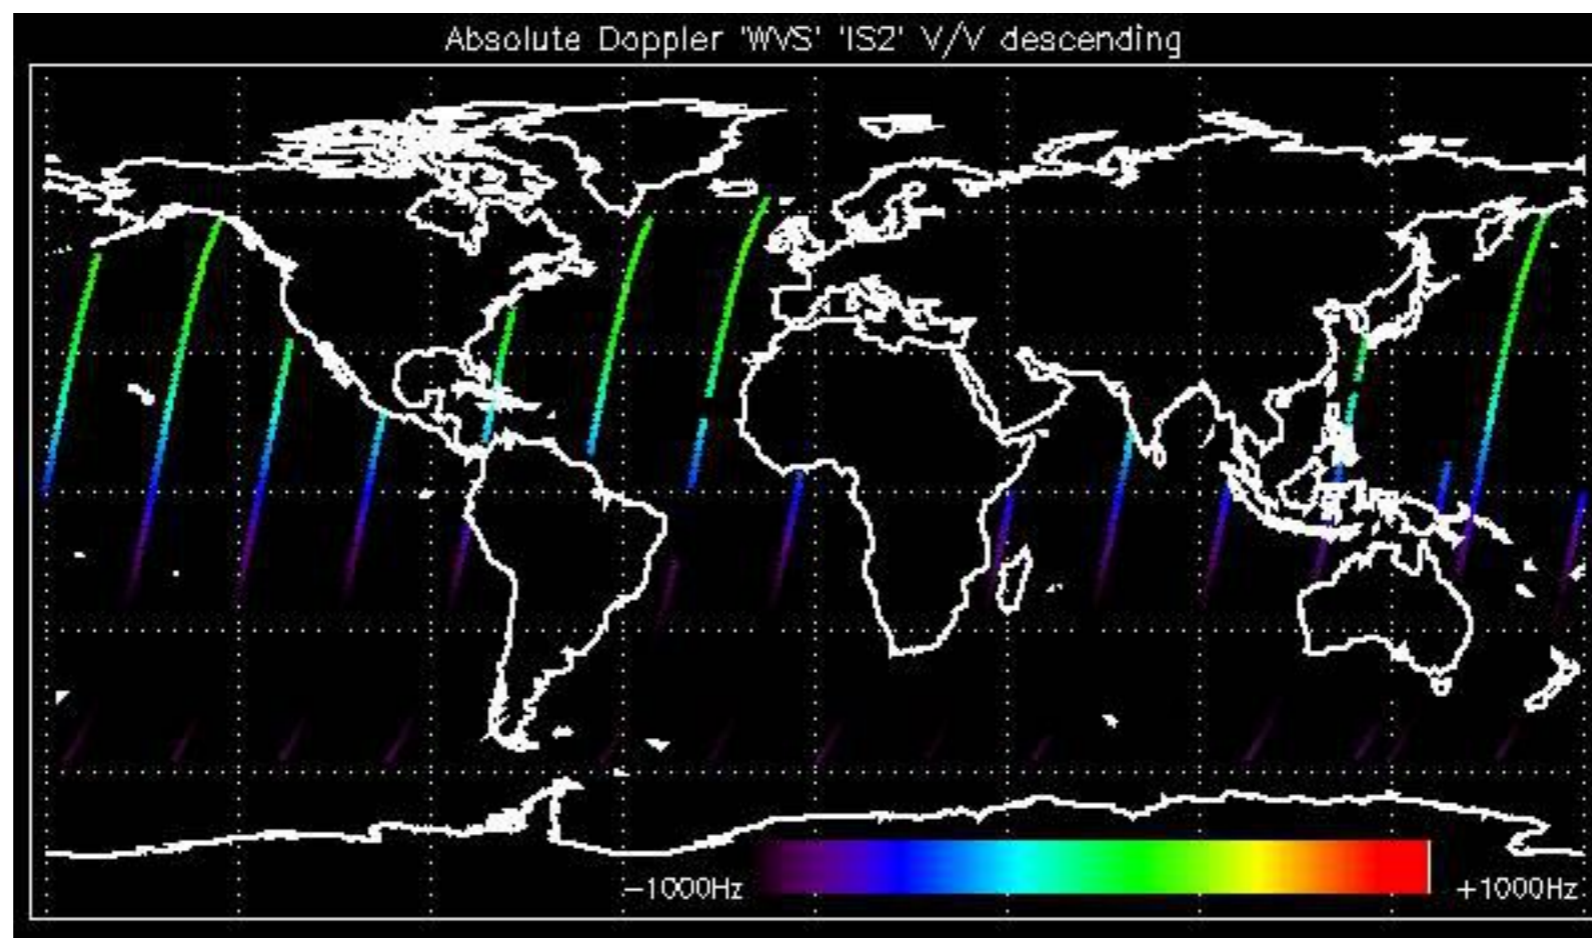 Absolute Doppler 'WVS' 'IS2' V/V descending
-1000Hz +1000Hz